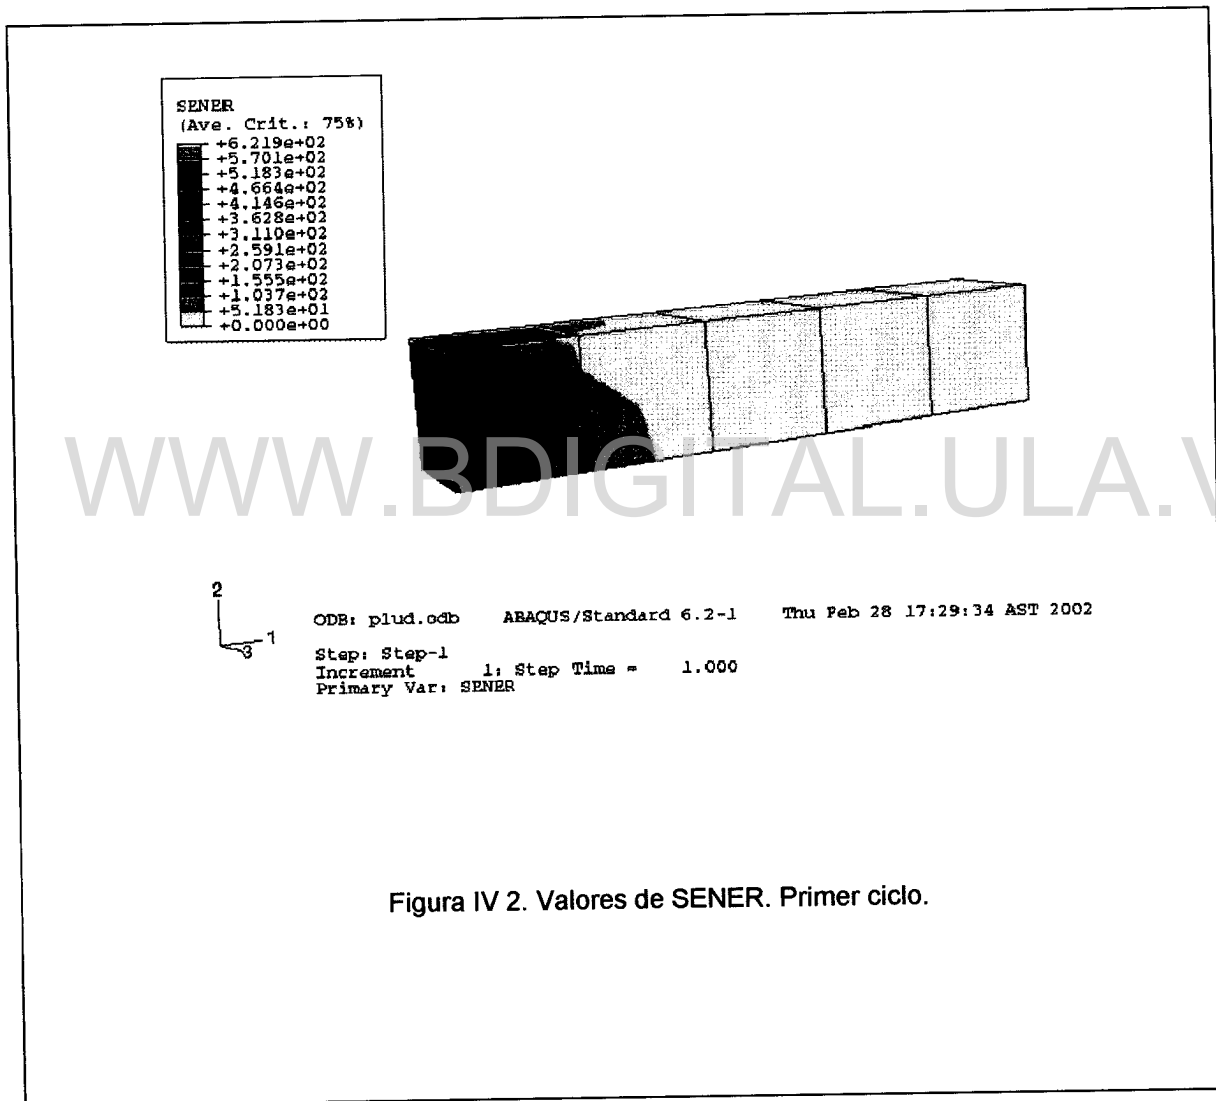 SENER
(Ave. Crit.: 75%)
+6.219e+02
+5.701e+02
+5.183e+02
+4.664e+02
+4.146e+02
+3.628e+02
+3.110e+02
+2.591e+02
+2.073e+02
+1.555e+02
+1.037e+02
+5.183e+01
+0.000e+00
WWW.BDIGITAL.ULA.V
2
1
3
ODB: plud.odb ABAQUS/Standard 6.2-1 Thu Feb 28 17:29:34 AST 2002
Step: Step-1
Increment 1: Step Time = 1.000
Primary Var: SENER
Figura IV 2. Valores de SENER. Primer ciclo.